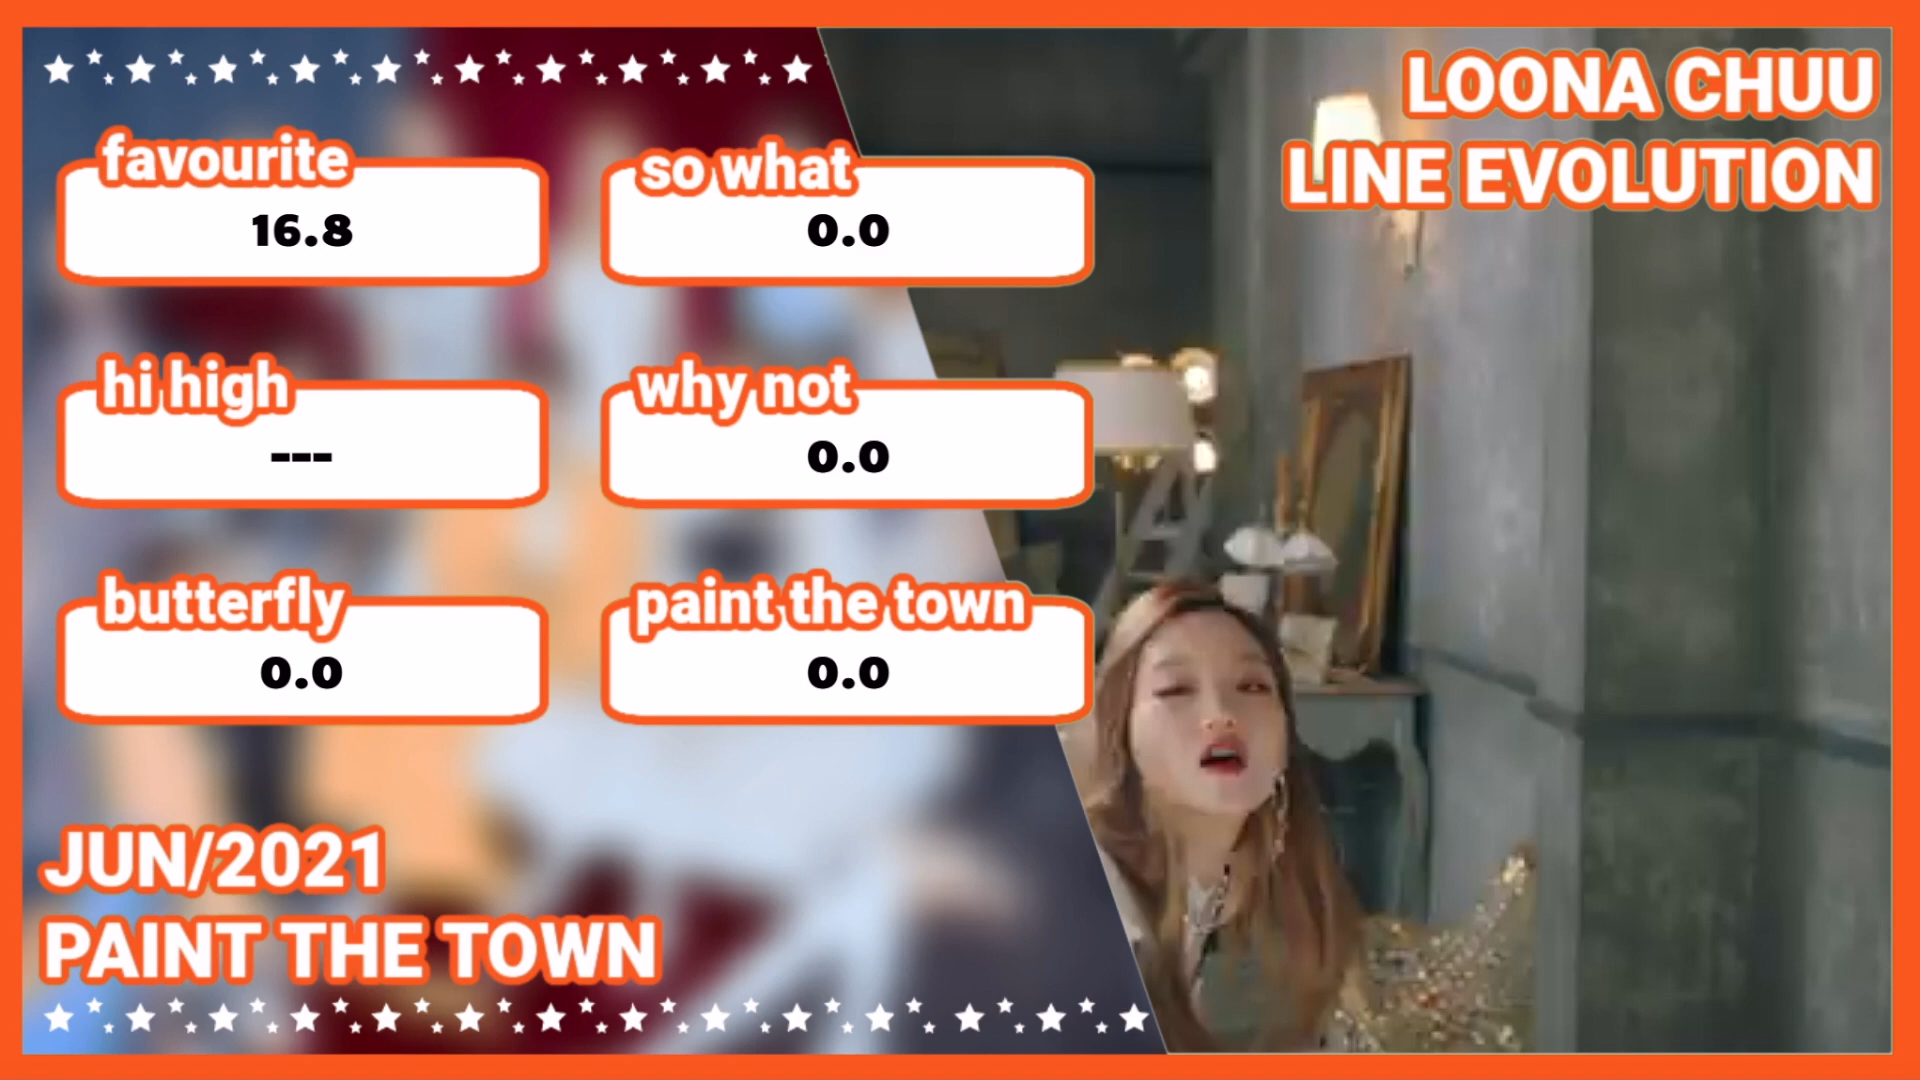 LOONA CHUU
LINE EVOLUTION
favourite
16.8
so what
0.0
hi high
---
why not
0.0
butterfly
0.0
paint the town
0.0
JUN/2021
PAINT THE TOWN